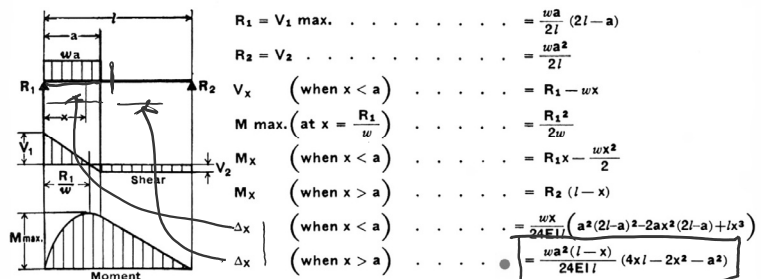 l
a
wa
R₁
R₂
x
V₁
V₂
R₁/w
Shear
M max.
Moment
R₁ = V₁ max. . . . . . . . . = wa/2l (2l − a)
R₂ = V₂ . . . . . . . . . . = wa²/2l
Vₓ (when x < a) . . . . . = R₁ − wx
M max. (at x = R₁/w) . . . . . = R₁²/2w
Mₓ (when x < a) . . . . . = R₁x − wx²/2
Mₓ (when x > a) . . . . . = R₂ (l − x)
Δₓ (when x < a) . . . . . = wx/24EIl (a²(2l−a)²−2ax²(2l−a)+lx³)
Δₓ (when x > a) . . . . . = wa²(l − x)/24EIl (4xl − 2x² − a²)